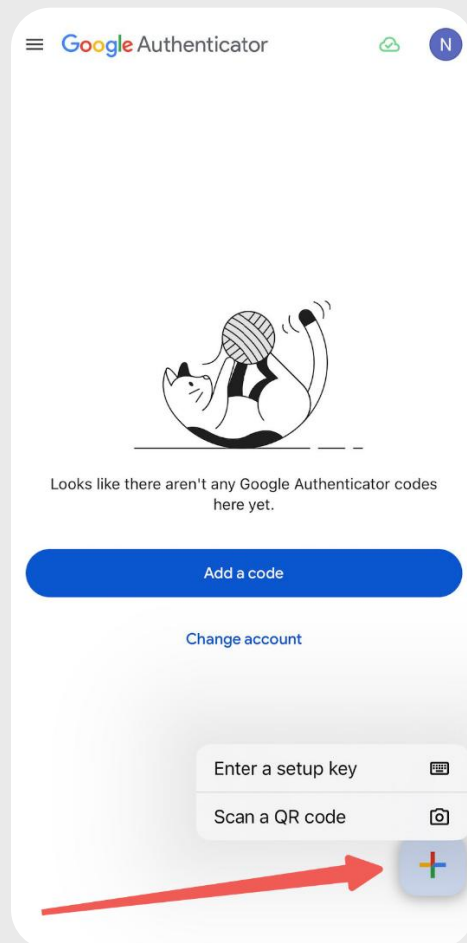 Google Authenticator
N
Looks like there aren't any Google Authenticator codes
here yet.
Add a code
Change account
Enter a setup key
Scan a QR code